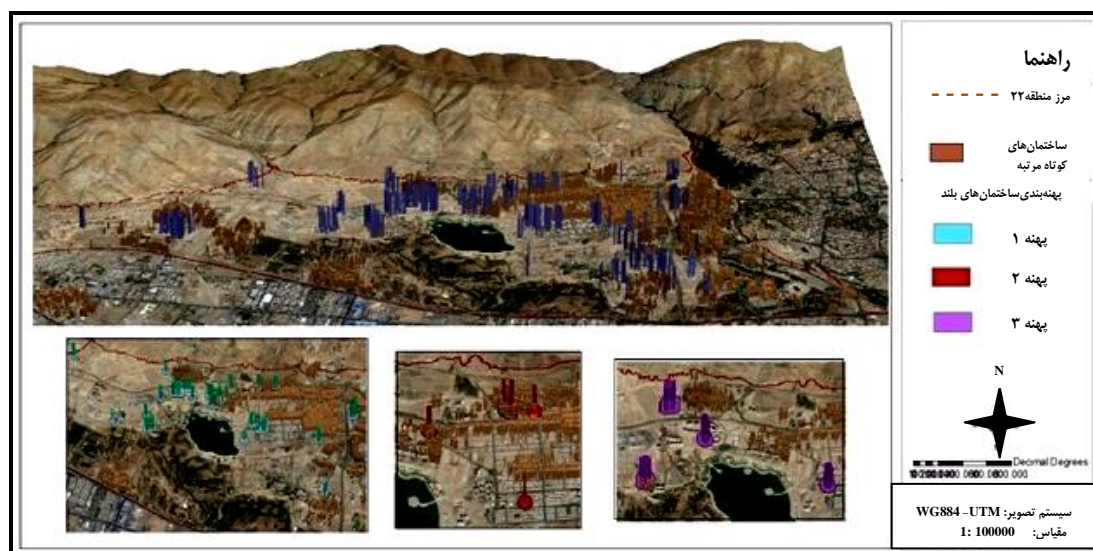 راهنما
مرز منطقه۲۲
ساختمان‌های
کوتاه مرتبه
پهنه‌بندی‌ساختمان‌های بلند
پهنه ۱
پهنه ۲
پهنه ۳
N
Decimal Degrees
سیستم تصویر: WG884 –UTM
مقیاس: 1: 100000